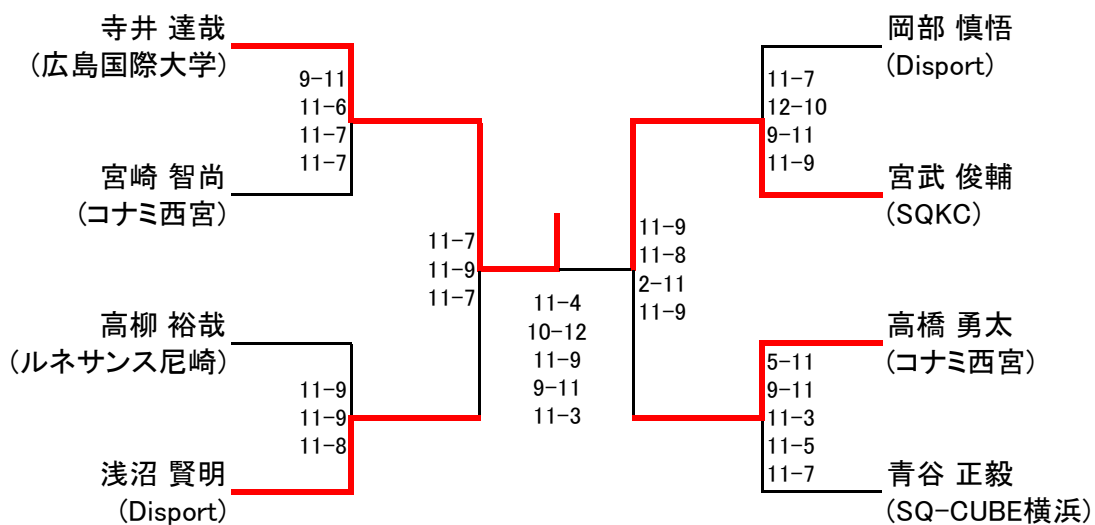 寺井 達哉
(広島国際大学)
9-11
11-6
11-7
11-7
宮崎 智尚
(コナミ西宮)
11-7
11-9
11-7
高柳 裕哉
(ルネサンス尼崎)
11-9
11-9
11-8
浅沼 賢明
(Disport)
11-4
10-12
11-9
9-11
11-3
岡部 慎悟
(Disport)
11-7
12-10
9-11
11-9
宮武 俊輔
(SQKC)
11-9
11-8
2-11
11-9
高橋 勇太
(コナミ西宮)
5-11
9-11
11-3
11-5
11-7
青谷 正毅
(SQ-CUBE横浜)